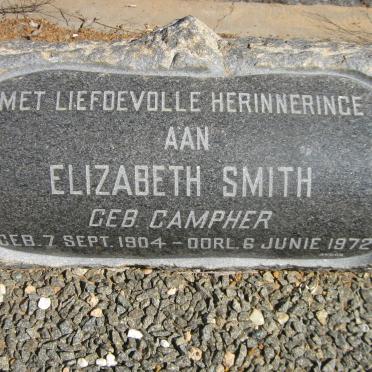 MET LIEFDEVOLLE HERINNERINGE
AAN
ELIZABETH SMITH
GEB. CAMPHER
GEB. 7 SEPT. 1904 – OORL. 6 JUNIE 1972